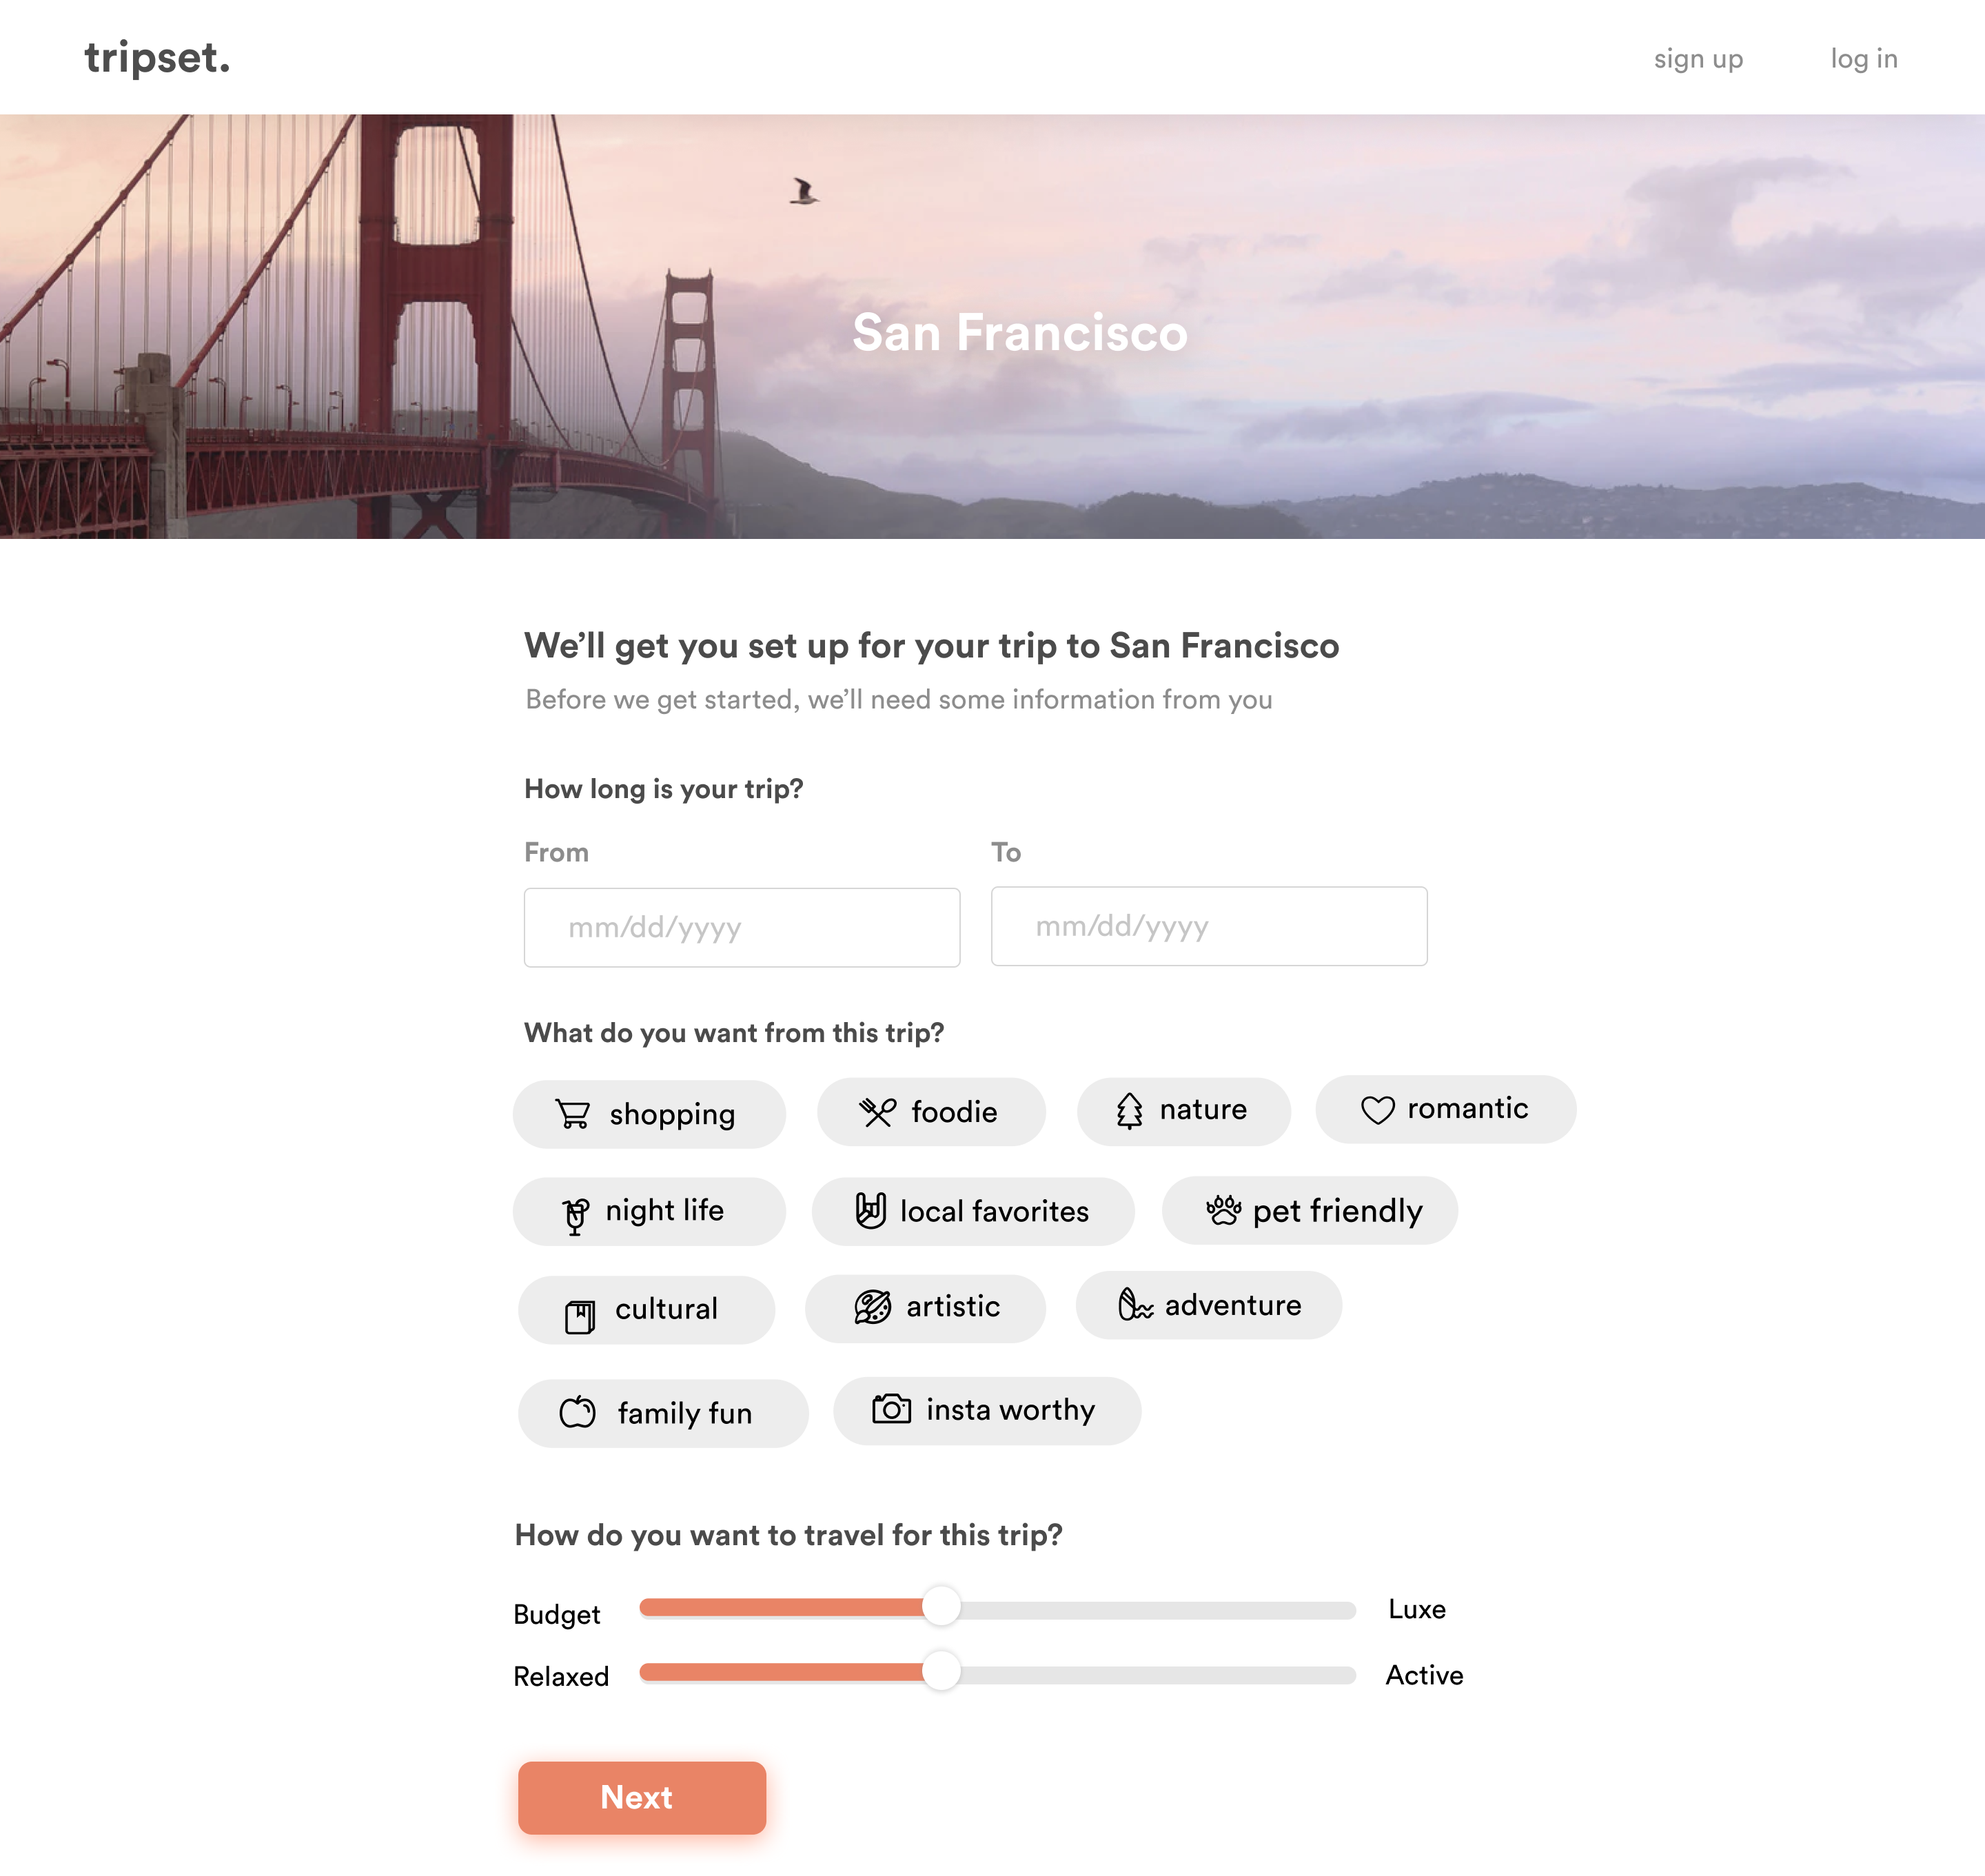 tripset.
sign up
log in
San Francisco
We’ll get you set up for your trip to San Francisco
Before we get started, we’ll need some information from you
How long is your trip?
From
To
mm/dd/yyyy
mm/dd/yyyy
What do you want from this trip?
shopping
foodie
nature
romantic
night life
local favorites
pet friendly
cultural
artistic
adventure
family fun
insta worthy
How do you want to travel for this trip?
Budget
Luxe
Relaxed
Active
Next